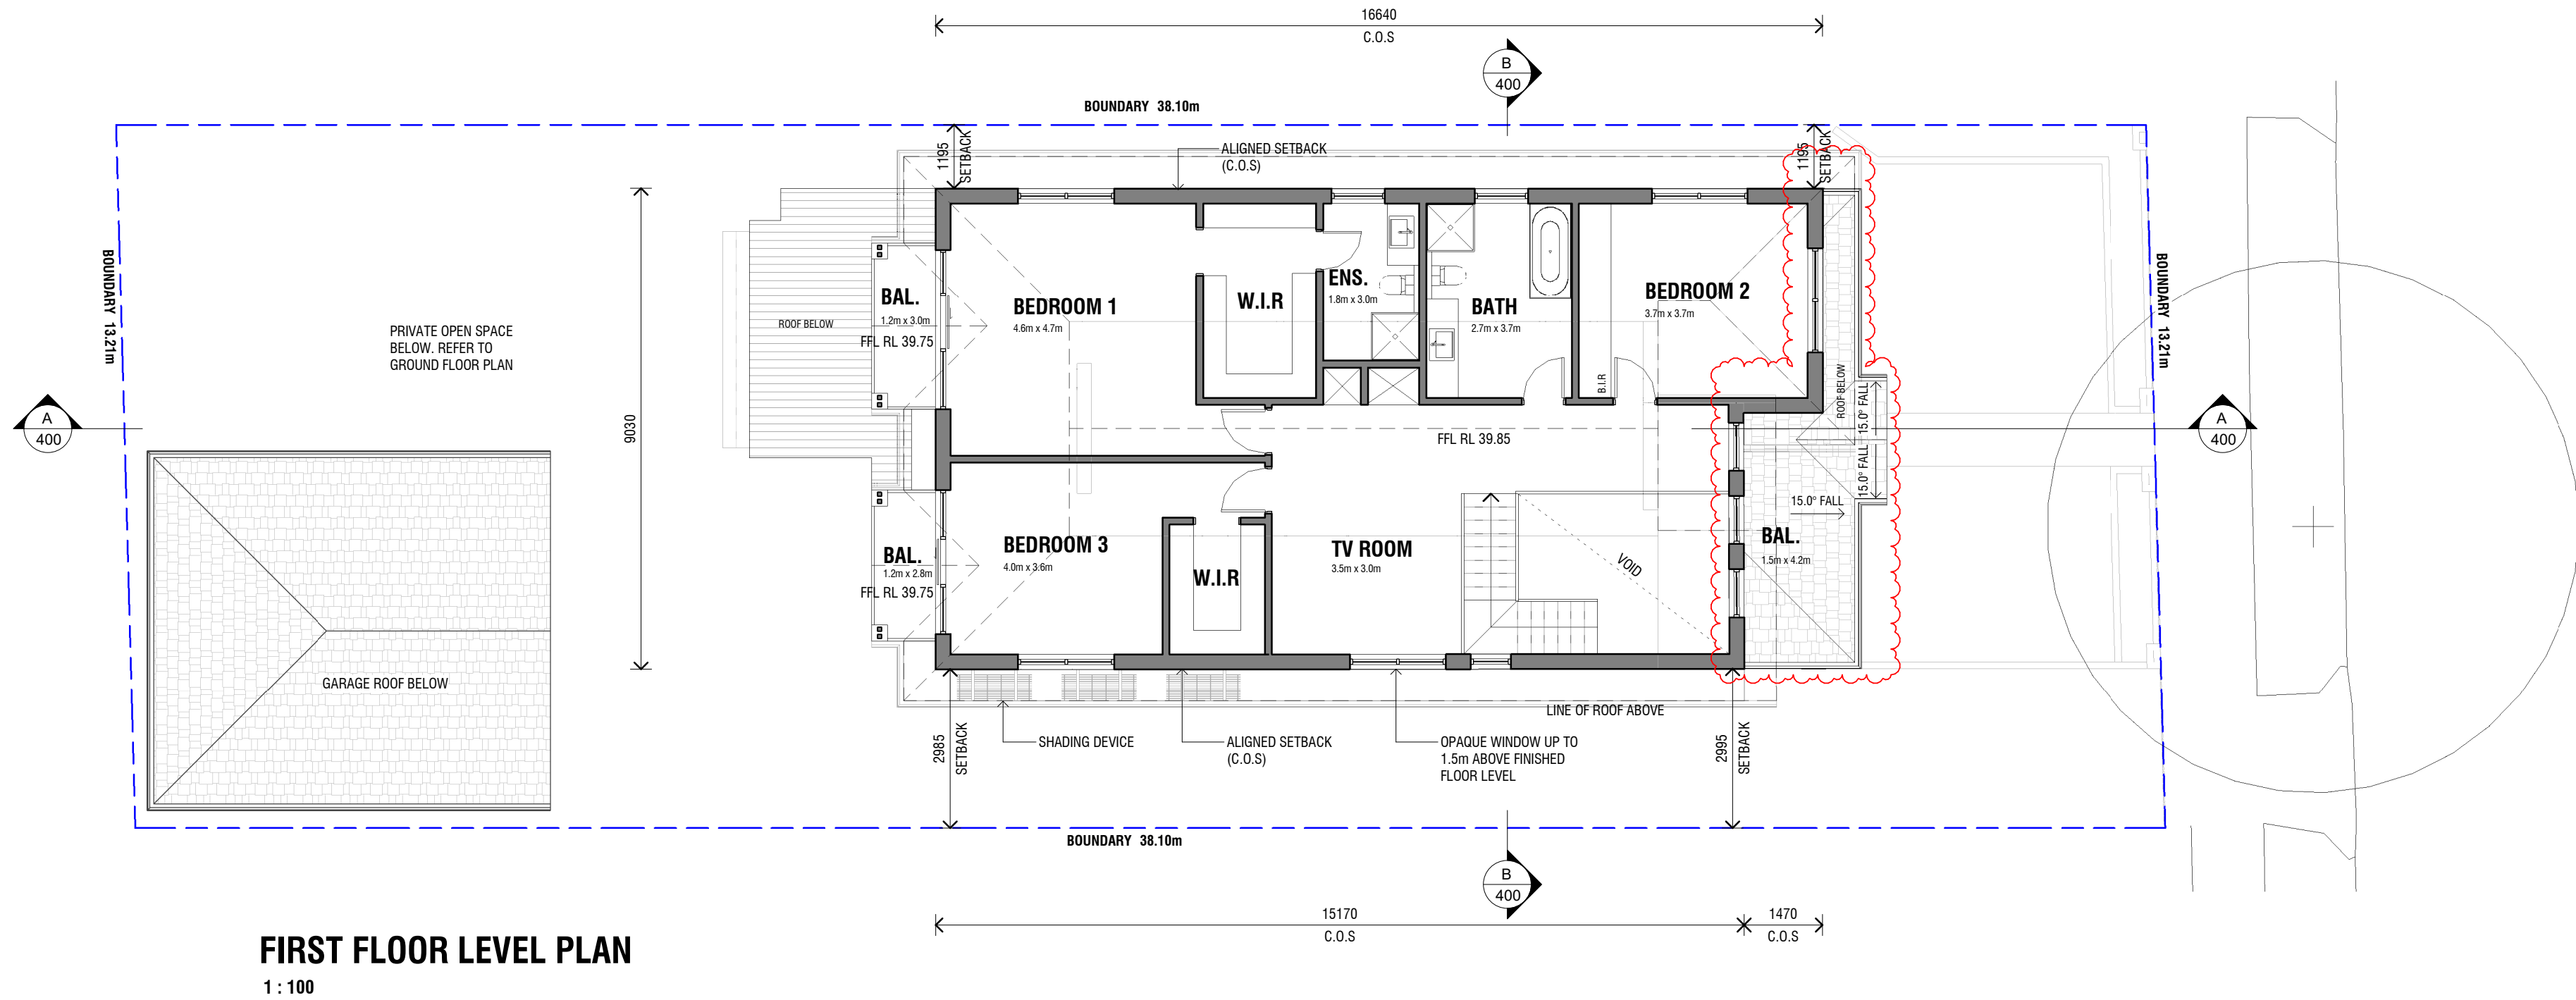 16640
C.O.S
B
400
BOUNDARY 38.10m
1195
SETBACK
ALIGNED SETBACK
(C.O.S)
1195
SETBACK
BOUNDARY 13.21m
BOUNDARY 13.21m
PRIVATE OPEN SPACE
BELOW. REFER TO
GROUND FLOOR PLAN
ROOF BELOW
BAL.
1.2m x 3.0m
FFL RL 39.75
BEDROOM 1
4.6m x 4.7m
W.I.R
ENS.
1.8m x 3.0m
BATH
2.7m x 3.7m
BEDROOM 2
3.7m x 3.7m
B.I.R
ROOF BELOW
15.0° FALL
15.0° FALL
A
400
A
400
9030
FFL RL 39.85
15.0° FALL
BAL.
1.5m x 4.2m
BAL.
1.2m x 2.8m
FFL RL 39.75
BEDROOM 3
4.0m x 3.6m
W.I.R
TV ROOM
3.5m x 3.0m
VOID
GARAGE ROOF BELOW
LINE OF ROOF ABOVE
2985
SETBACK
SHADING DEVICE
ALIGNED SETBACK
(C.O.S)
OPAQUE WINDOW UP TO
1.5m ABOVE FINISHED
FLOOR LEVEL
2995
SETBACK
BOUNDARY 38.10m
B
400
15170
C.O.S
1470
C.O.S
FIRST FLOOR LEVEL PLAN
1 : 100